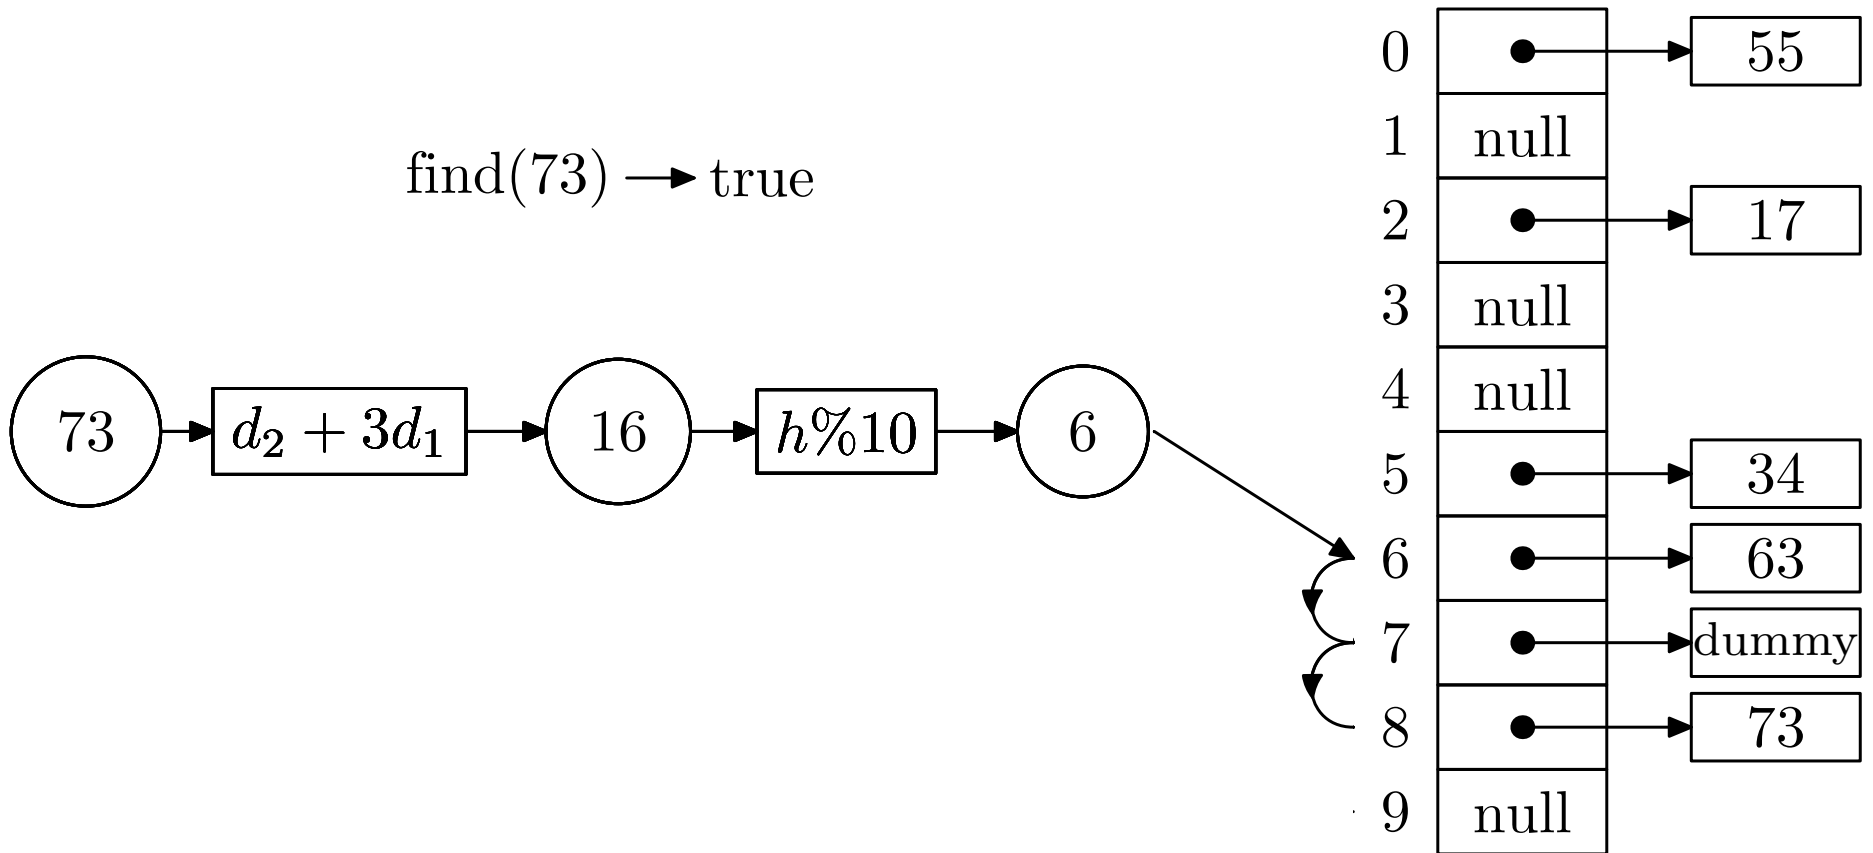 0 55
1 null
find(73) → true
2 17
3 null
4 null
73 d₂ + 3d₁ 16 h%10 6
5 34
6 63
7 dummy
8 73
9 null